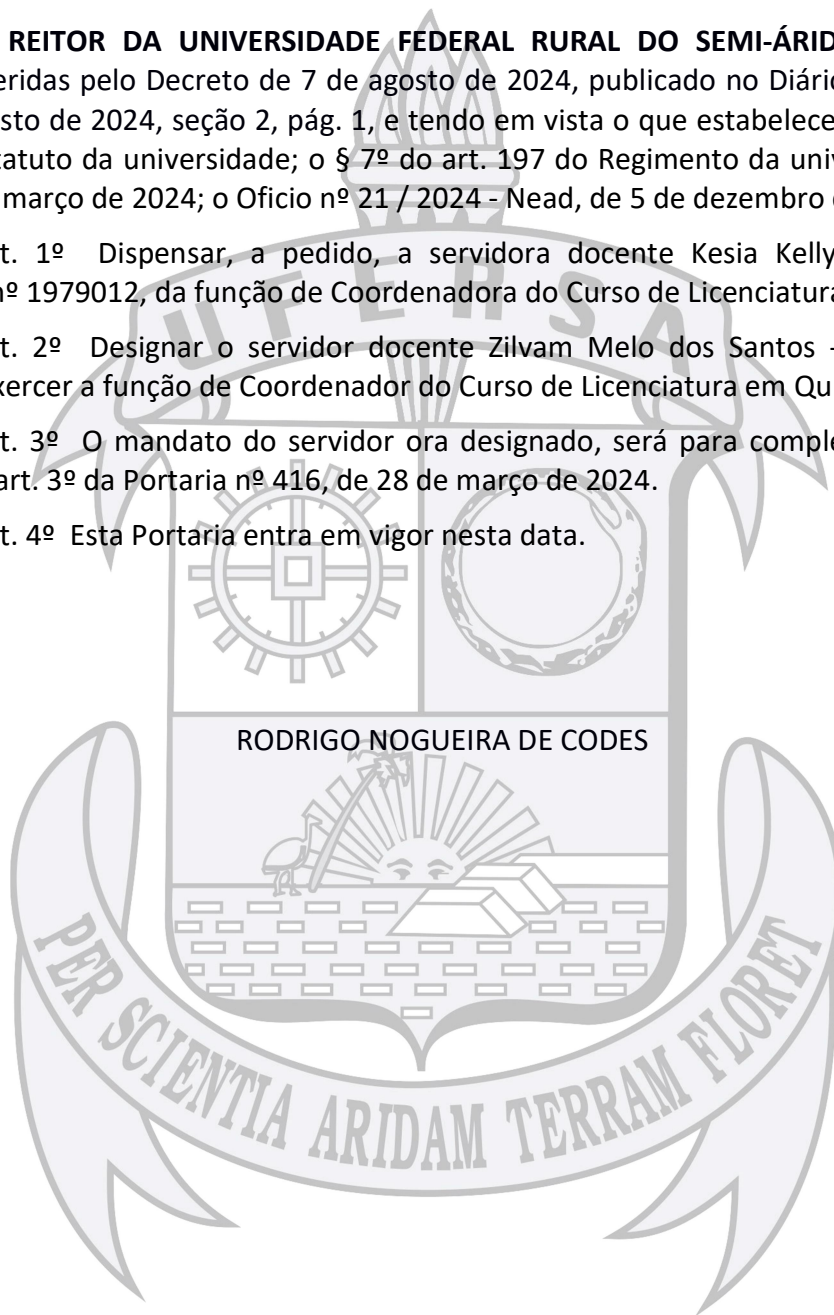 REITOR DA UNIVERSIDADE FEDERAL RURAL DO SEMI-ÁRID
eridas pelo Decreto de 7 de agosto de 2024, publicado no Diário
sto de 2024, seção 2, pág. 1, e tendo em vista o que estabelece
tatuto da universidade; o § 7º do art. 197 do Regimento da univ
março de 2024; o Oficio nº 21 / 2024 - Nead, de 5 de dezembro
t. 1º Dispensar, a pedido, a servidora docente Kesia Kelly
nº 1979012, da função de Coordenadora do Curso de Licenciatura
t. 2º Designar o servidor docente Zilvam Melo dos Santos -
xercer a função de Coordenador do Curso de Licenciatura em Qu
t. 3º O mandato do servidor ora designado, será para comple
art. 3º da Portaria nº 416, de 28 de março de 2024.
t. 4º Esta Portaria entra em vigor nesta data.
UFERSA
RODRIGO NOGUEIRA DE CODES
PER SCIENTIA ARIDAM TERRAM FLORET